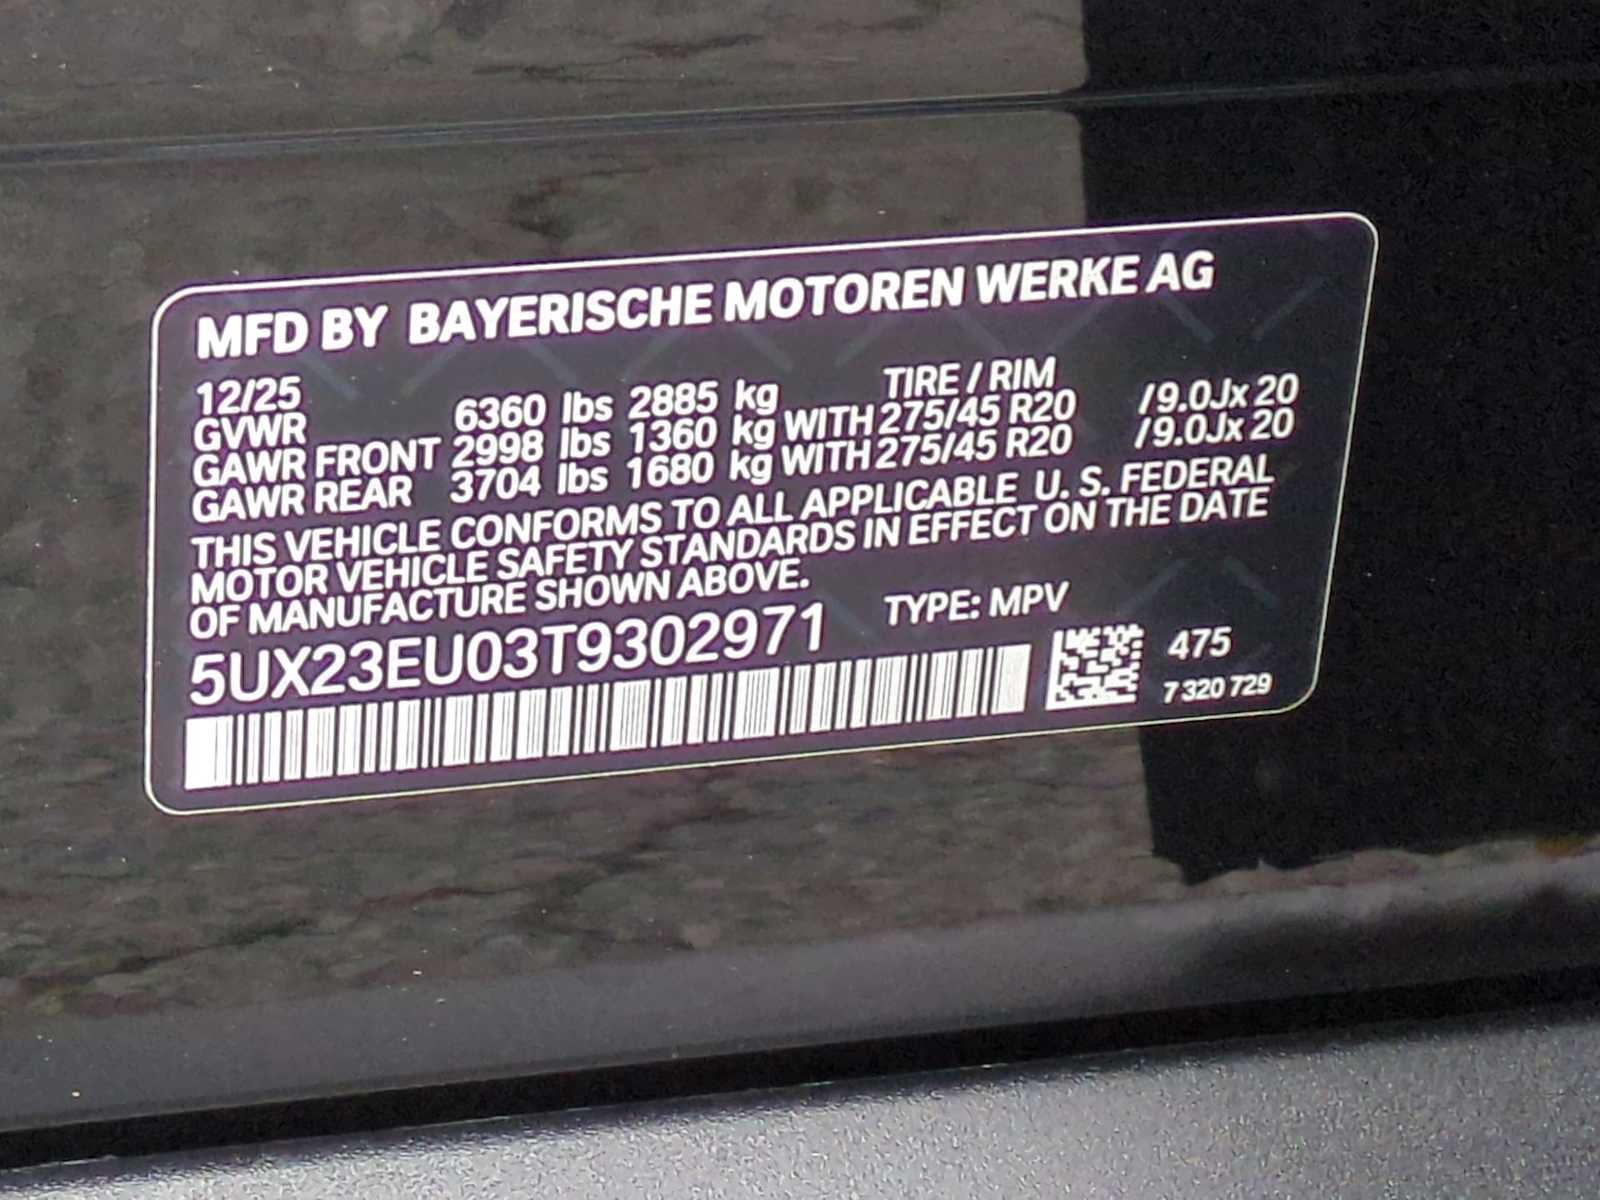 MFD BY BAYERISCHE MOTOREN WERKE AG
12/25 TIRE / RIM
GVWR 6360 lbs 2885 kg
GAWR FRONT 2998 lbs 1360 kg WITH 275/45 R20 /9.0Jx 20
GAWR REAR 3704 lbs 1680 kg WITH 275/45 R20 /9.0Jx 20
THIS VEHICLE CONFORMS TO ALL APPLICABLE U. S. FEDERAL
MOTOR VEHICLE SAFETY STANDARDS IN EFFECT ON THE DATE
OF MANUFACTURE SHOWN ABOVE.
5UX23EU03T9302971 TYPE: MPV
475
7 320 729